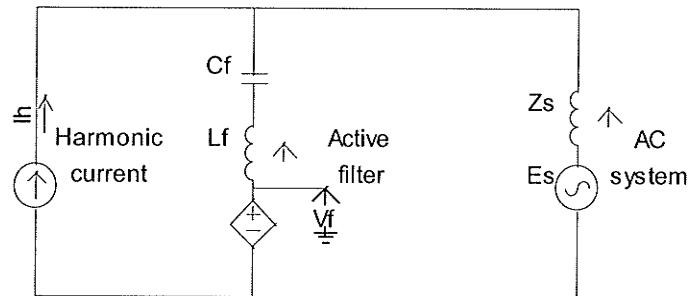 Cf
Zs
Ih
Harmonic
current
Lf
Active
filter
AC
system
Es
+
−
Vf